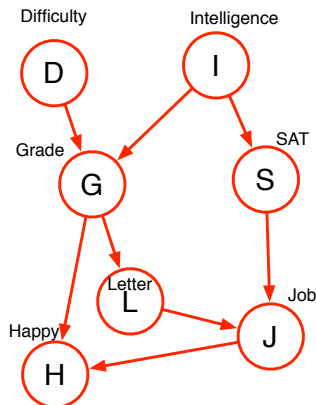 Difficulty
Intelligence
D
I
Grade
SAT
G
S
Letter
L
Job
Happy
J
H